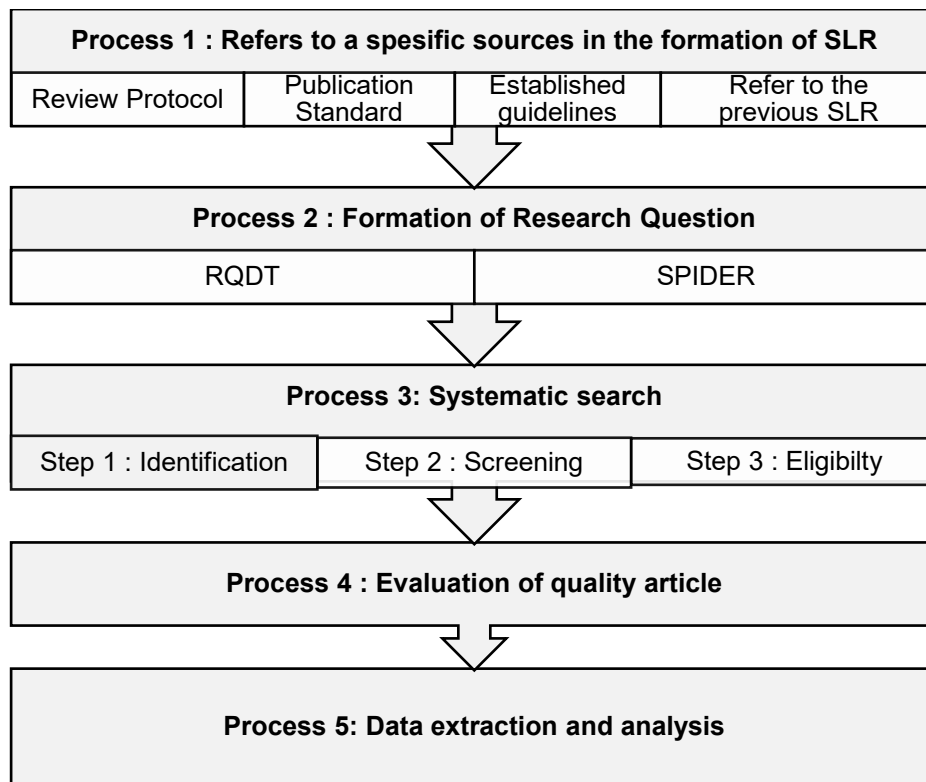 Process 1 : Refers to a spesific sources in the formation of SLR
Review Protocol
Publication
Standard
Established
guidelines
Refer to the
previous SLR
Process 2 : Formation of Research Question
RQDT
SPIDER
Process 3: Systematic search
Step 1 : Identification
Step 2 : Screening
Step 3 : Eligibilty
Process 4 : Evaluation of quality article
Process 5: Data extraction and analysis